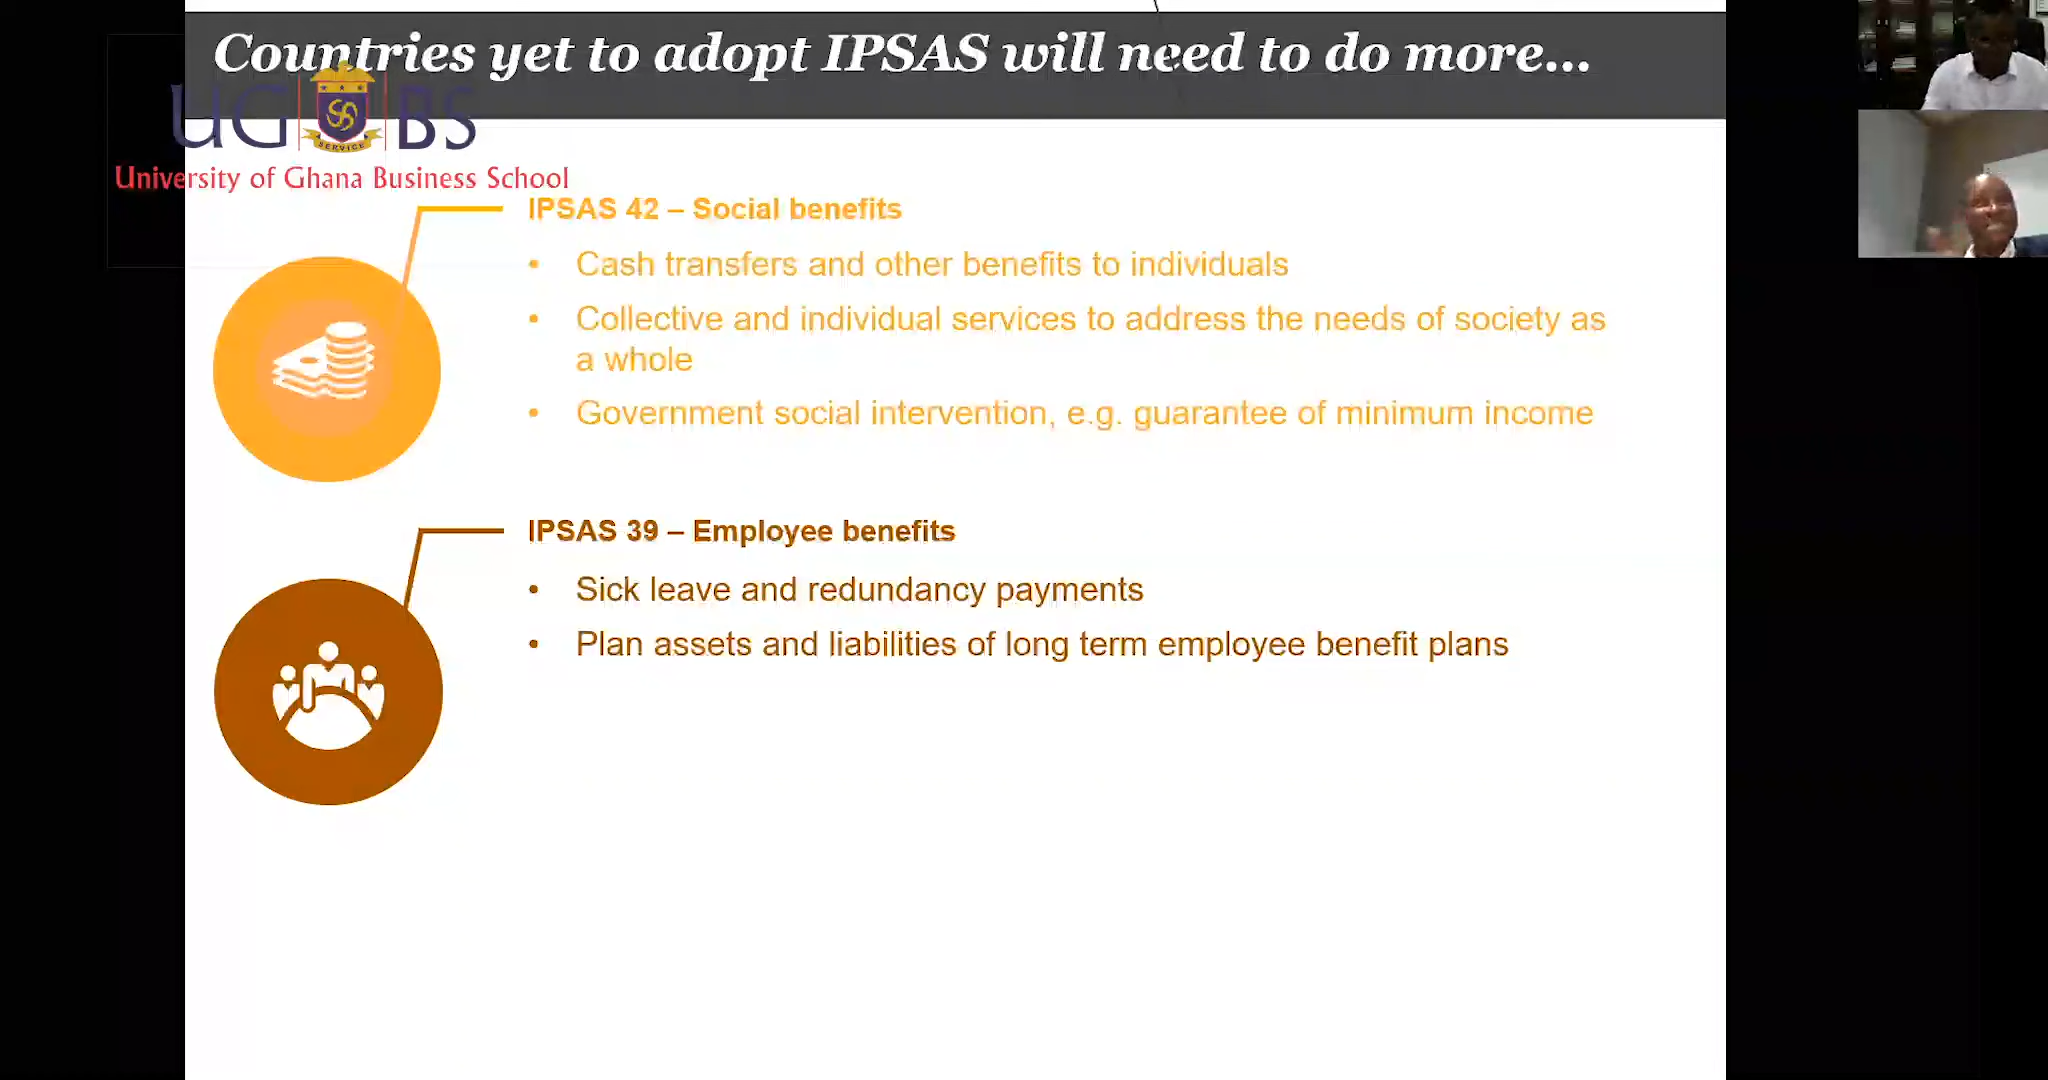 Countries yet to adopt IPSAS will need to do more...
UG BS
SERVICE
University of Ghana Business School
IPSAS 42 – Social benefits
• Cash transfers and other benefits to individuals
• Collective and individual services to address the needs of society as
a whole
• Government social intervention, e.g. guarantee of minimum income
IPSAS 39 – Employee benefits
• Sick leave and redundancy payments
• Plan assets and liabilities of long term employee benefit plans